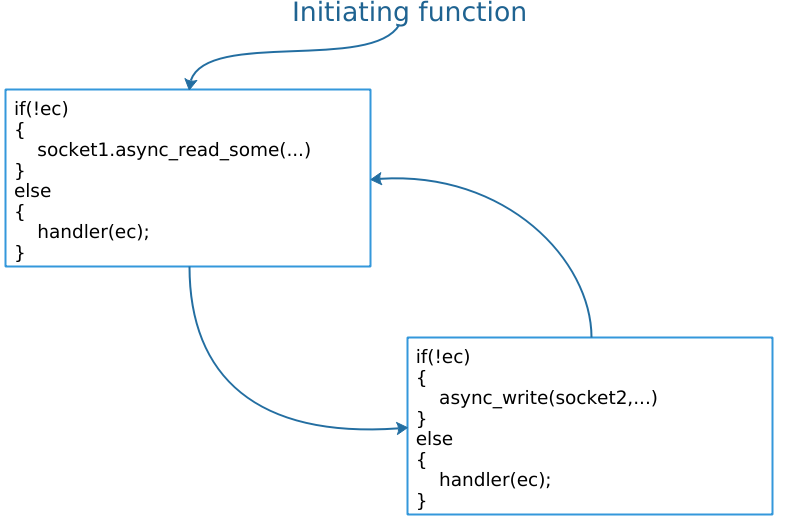 Initiating function
if(!ec)
{
    socket1.async_read_some(...)
}
else
{
    handler(ec);
}
if(!ec)
{
    async_write(socket2,...)
}
else
{
    handler(ec);
}